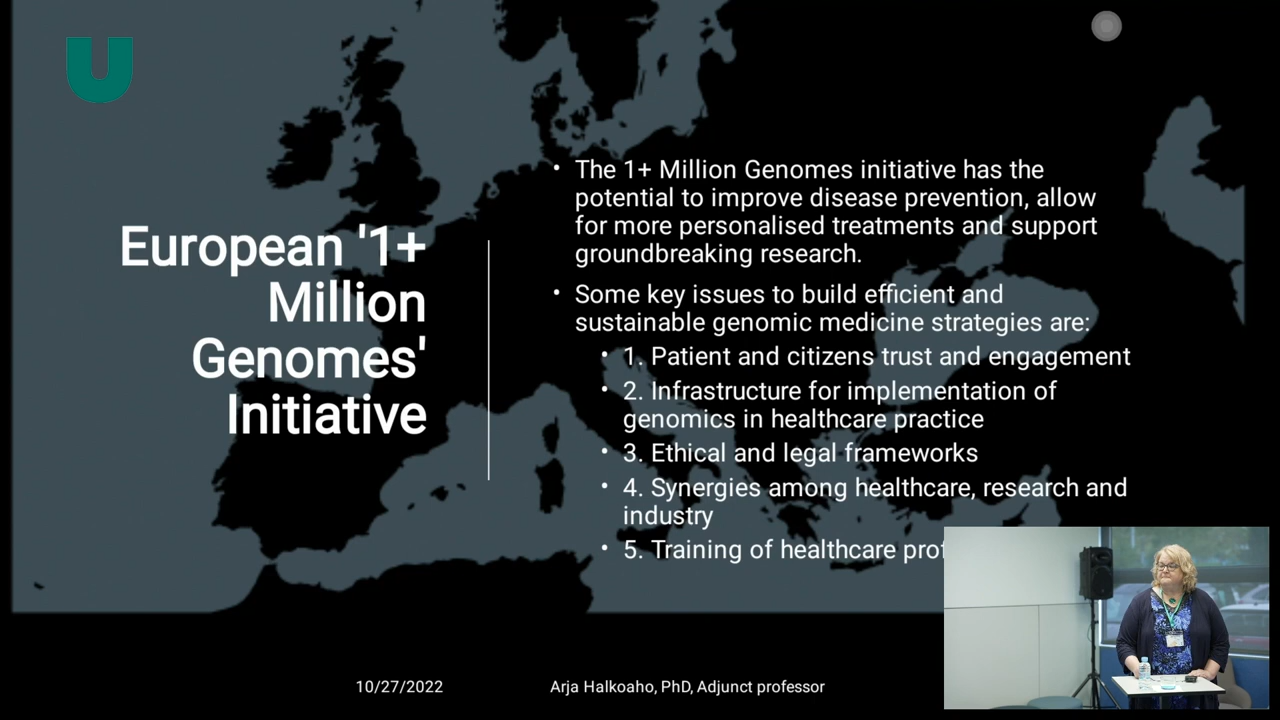 U
European '1+
Million
Genomes'
Initiative
• The 1+ Million Genomes initiative has the
potential to improve disease prevention, allow
for more personalised treatments and support
groundbreaking research.
• Some key issues to build efficient and
sustainable genomic medicine strategies are:
• 1. Patient and citizens trust and engagement
• 2. Infrastructure for implementation of
genomics in healthcare practice
• 3. Ethical and legal frameworks
• 4. Synergies among healthcare, research and
industry
• 5. Training of healthcare
10/27/2022
Arja Halkoaho, PhD, Adjunct professor